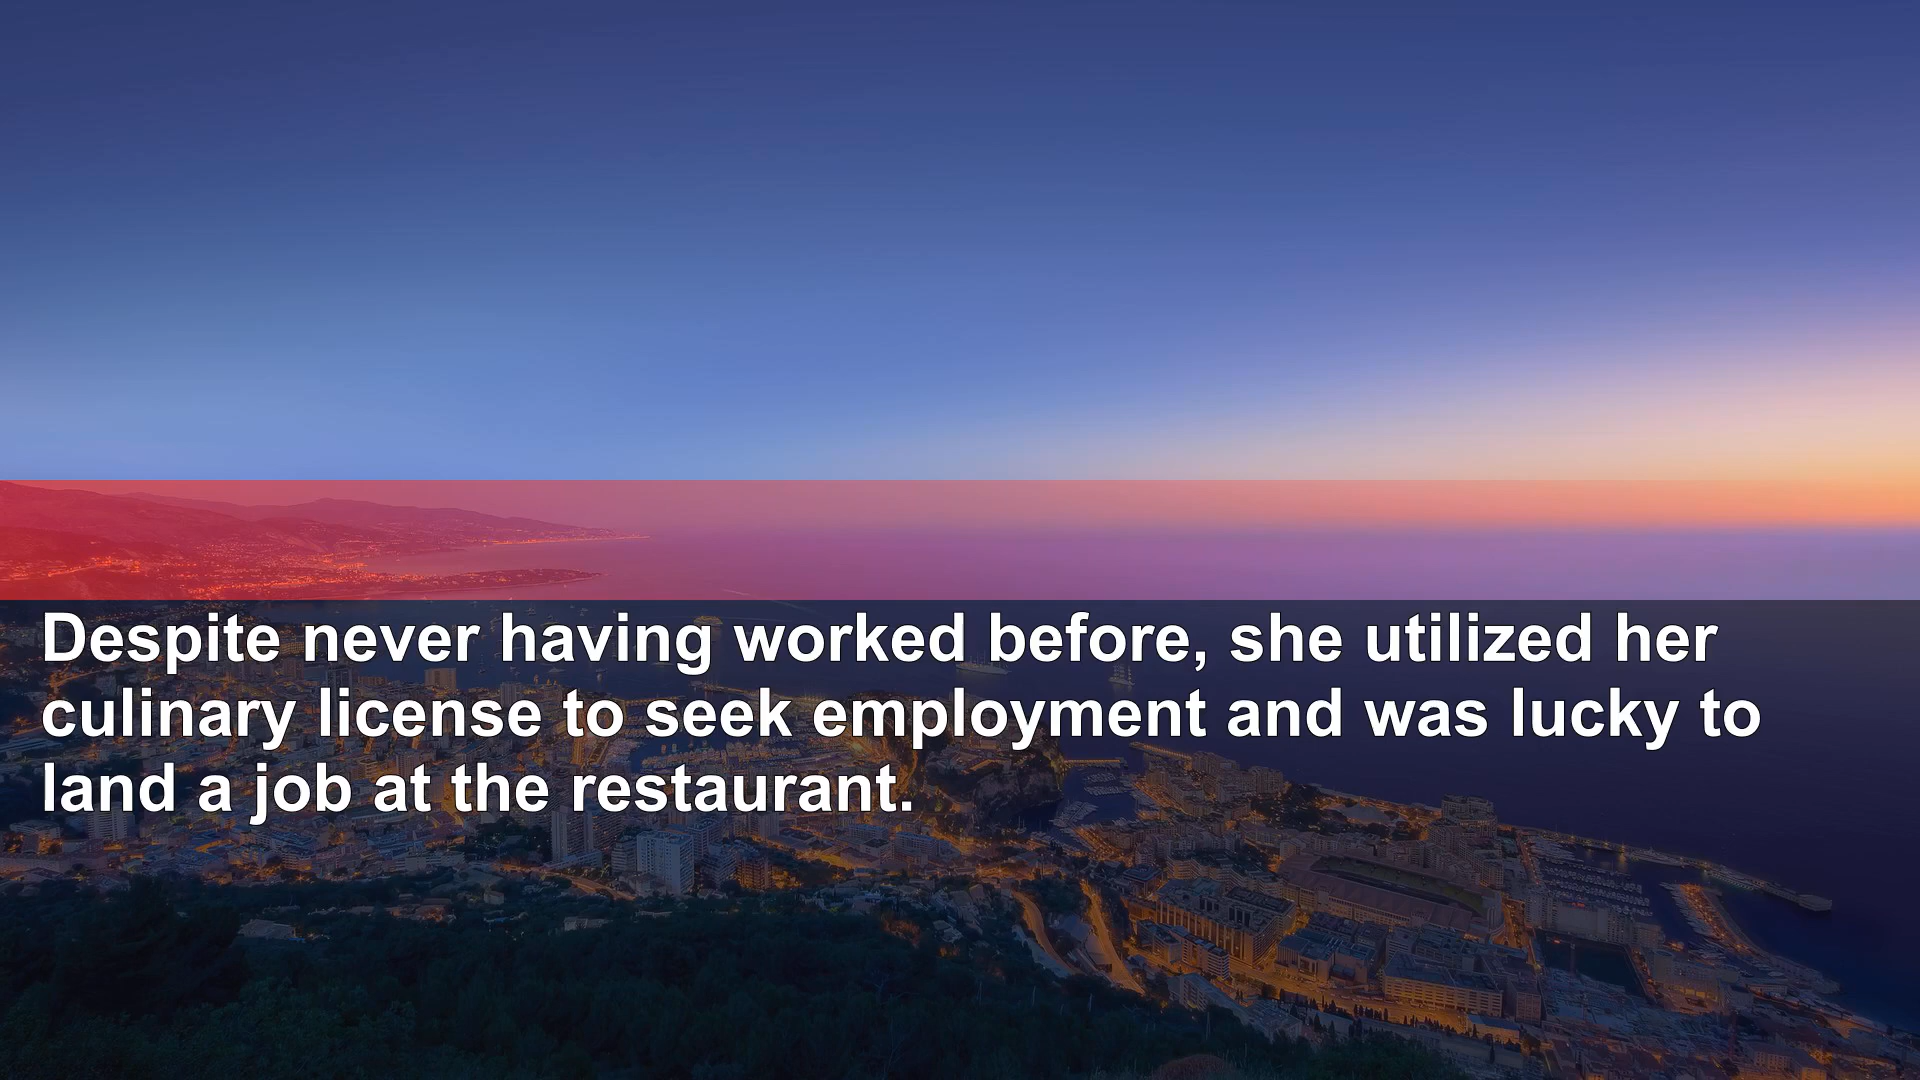 Despite never having worked before, she utilized her
culinary license to seek employment and was lucky to
land a job at the restaurant.